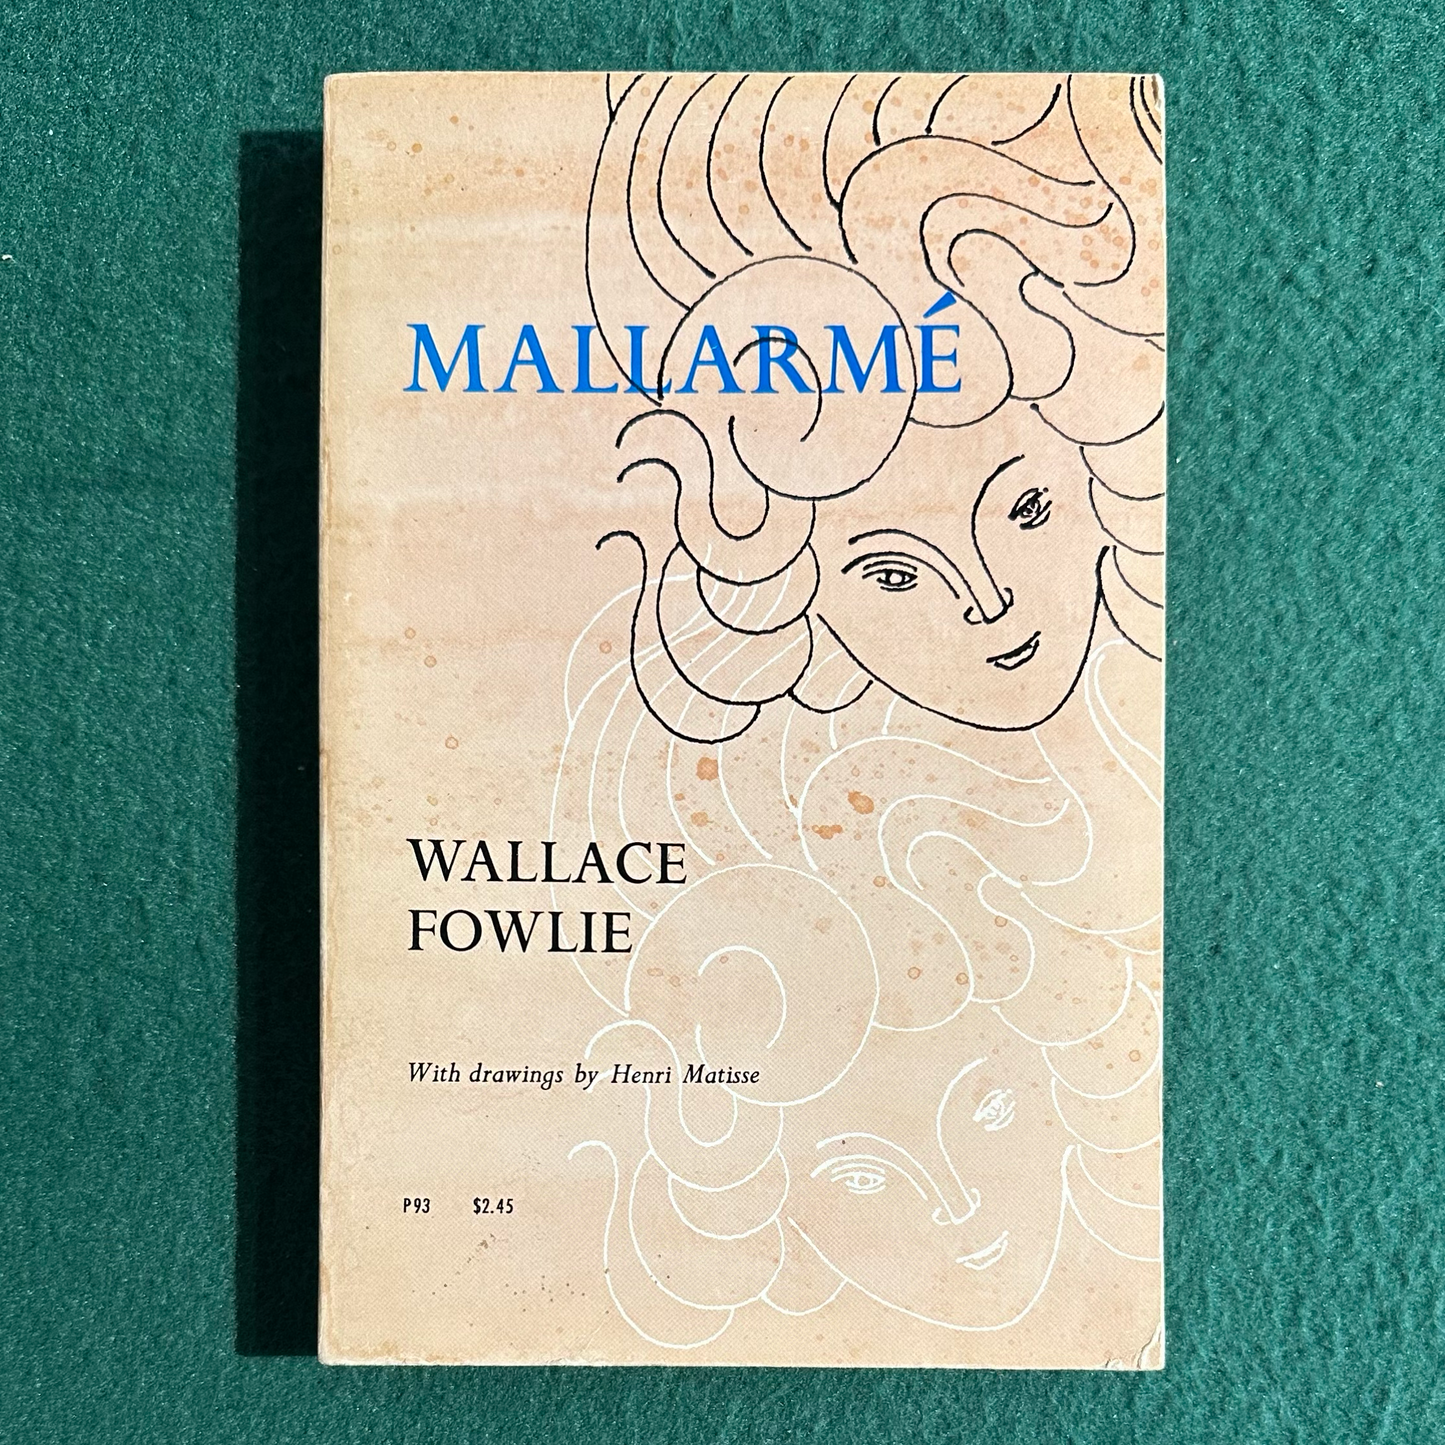 MALLARMÉ
WALLACE
FOWLIE
With drawings by Henri Matisse
P93 $2.45